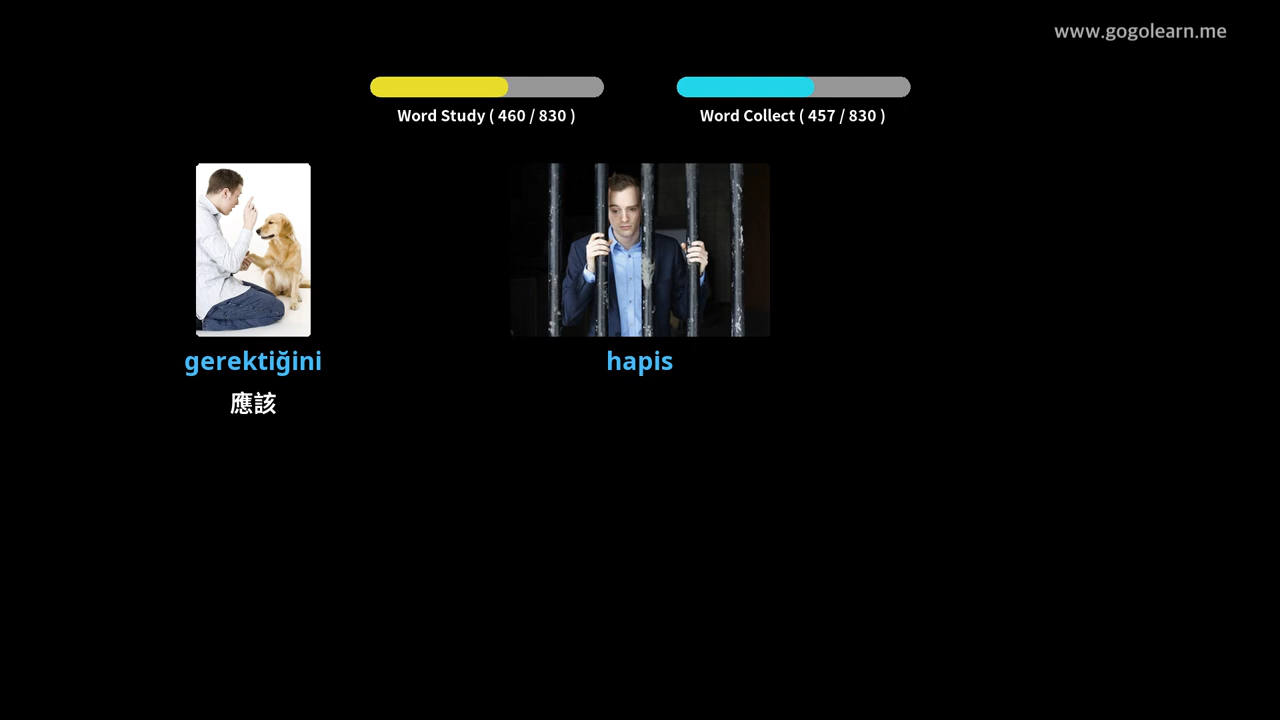 www.gogolearn.me
Word Study ( 460 / 830 )
Word Collect ( 457 / 830 )
gerektiğini
hapis
應該